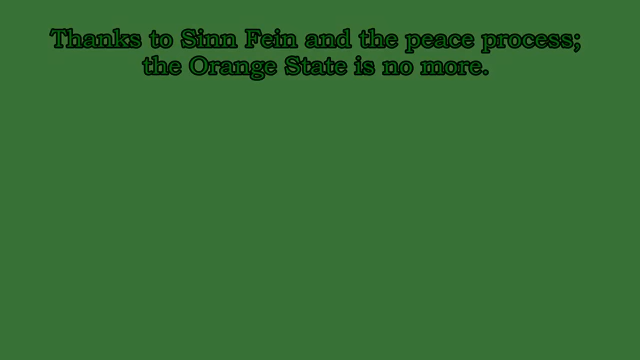 Thanks to Sinn Fein and the peace process;
the Orange State is no more.